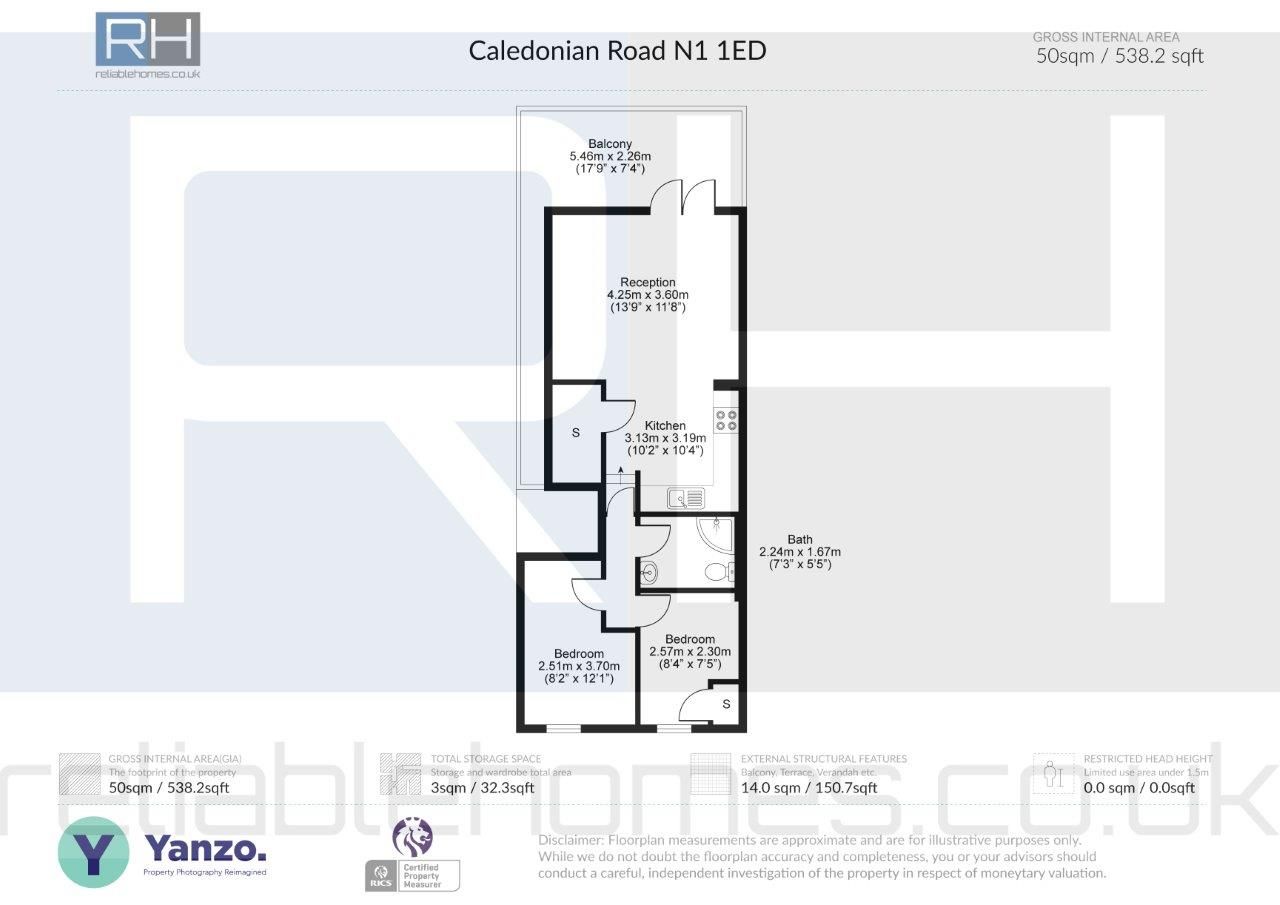 RH
reliablehomes.co.uk
Caledonian Road N1 1ED
GROSS INTERNAL AREA
50sqm / 538.2 sqft
Balcony
5.46m x 2.26m
(17'9" x 7'4")
Reception
4.25m x 3.60m
(13'9" x 11'8")
S
Kitchen
3.13m x 3.19m
(10'2" x 10'4")
Bath
2.24m x 1.67m
(7'3" x 5'5")
Bedroom
2.51m x 3.70m
(8'2" x 12'1")
Bedroom
2.57m x 2.30m
(8'4" x 7'5")
S
GROSS INTERNAL AREA(GIA)
The footprint of the property
50sqm / 538.2sqft
TOTAL STORAGE SPACE
Storage and wardrobe total area
3sqm / 32.3sqft
EXTERNAL STRUCTURAL FEATURES
Balcony, Terrace, Verandah etc.
14.0 sqm / 150.7sqft
RESTRICTED HEAD HEIGHT
Limited use area under 1.5m
0.0 sqm / 0.0sqft
RH
reliablehomes.co.uk
Y
Yanzo.
Property Photography Reimagined
RICS
Certified
Property
Measurer
Disclaimer: Floorplan measurements are approximate and are for illustrative purposes only.
While we do not doubt the floorplan accuracy and completeness, you or your advisors should
conduct a careful, independent investigation of the property in respect of moneytary valuation.